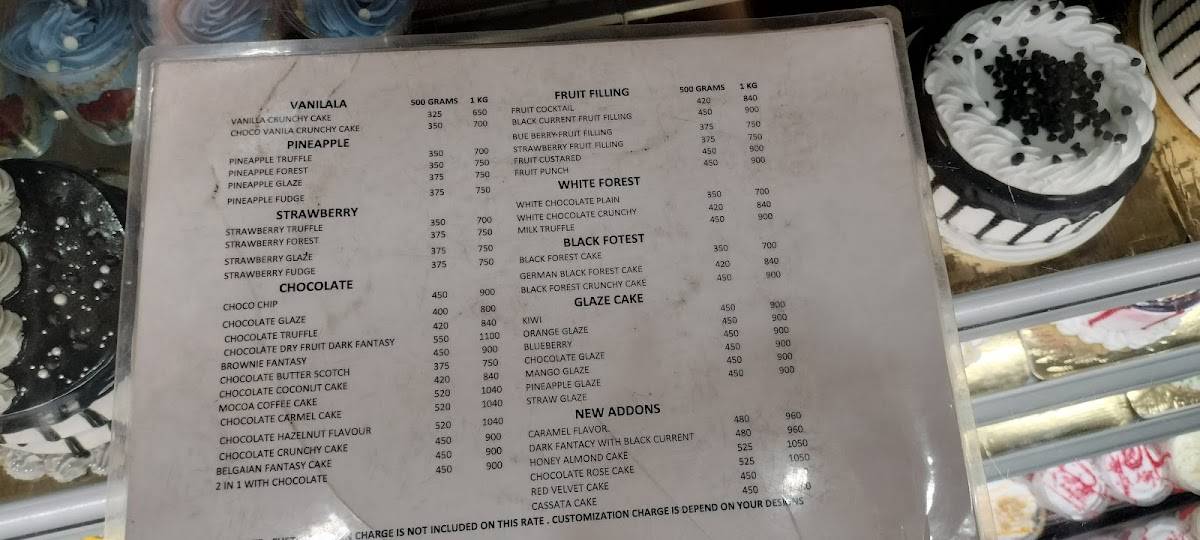 VANILALA 500 GRAMS 1 KG
VANILLA CRUNCHY CAKE 325 650
CHOCO VANILA CRUNCHY CAKE 350 700
PINEAPPLE
PINEAPPLE TRUFFLE 350 700
PINEAPPLE FOREST 350 750
PINEAPPLE GLAZE 375 750
PINEAPPLE FUDGE 375 750
STRAWBERRY
STRAWBERRY TRUFFLE 350 700
STRAWBERRY FOREST 375 750
STRAWBERRY GLAZE 375 750
STRAWBERRY FUDGE 375 750
CHOCOLATE
CHOCO CHIP 450 900
CHOCOLATE GLAZE 400 800
CHOCOLATE TRUFFLE 420 840
CHOCOLATE DRY FRUIT DARK FANTASY 550 1100
BROWNIE FANTASY 450 900
CHOCOLATE BUTTER SCOTCH 375 750
CHOCOLATE COCONUT CAKE 420 840
MOCOA COFFEE CAKE 520 1040
CHOCOLATE CARMEL CAKE 520 1040
CHOCOLATE HAZELNUT FLAVOUR 520 1040
CHOCOLATE CRUNCHY CAKE 450 900
BELGAIAN FANTASY CAKE 450 900
2 IN 1 WITH CHOCOLATE 450 900
FRUIT FILLING 500 GRAMS 1 KG
FRUIT COCKTAIL 420 840
BLACK CURRENT FRUIT FILLING 450 900
BUE BERRY FRUIT FILLING 375 750
STRAWBERRY FRUIT FILLING 375 750
FRUIT CUSTARED 450 900
FRUIT PUNCH 450 900
WHITE FOREST
WHITE CHOCOLATE PLAIN 350 700
WHITE CHOCOLATE CRUNCHY 420 840
MILK TRUFFLE 450 900
BLACK FOTEST
BLACK FOREST CAKE 350 700
GERMAN BLACK FOREST CAKE 420 840
BLACK FOREST CRUNCHY CAKE 450 900
GLAZE CAKE
KIWI 450 900
ORANGE GLAZE 450 900
BLUEBERRY 450 900
CHOCOLATE GLAZE 450 900
MANGO GLAZE 450 900
PINEAPPLE GLAZE 450 900
STRAW GLAZE
NEW ADDONS
CARAMEL FLAVOR 480 960
DARK FANTACY WITH BLACK CURRENT 480 960
HONEY ALMOND CAKE 525 1050
CHOCOLATE ROSE CAKE 525 1050
RED VELVET CAKE 450
CASSATA CAKE 450
CHARGE IS NOT INCLUDED ON THIS RATE . CUSTOMIZATION CHARGE IS DEPEND ON YOUR DESIGNS